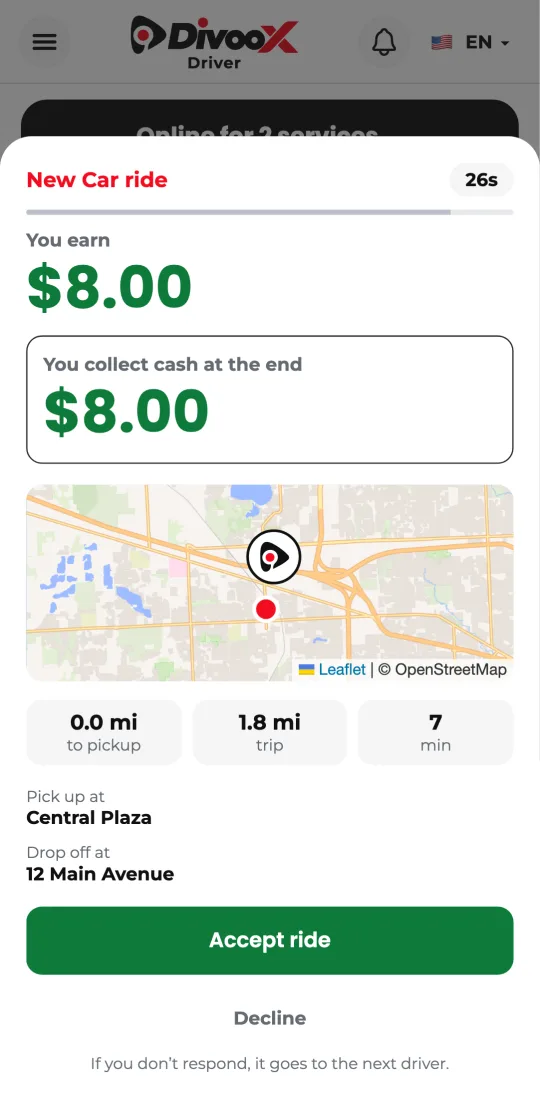 DivooX
Driver
EN
Online for 2 services
New Car ride
26s
You earn
$8.00
You collect cash at the end
$8.00
Leaflet | © OpenStreetMap
0.0 mi
to pickup
1.8 mi
trip
7
min
Pick up at
Central Plaza
Drop off at
12 Main Avenue
Accept ride
Decline
If you don’t respond, it goes to the next driver.